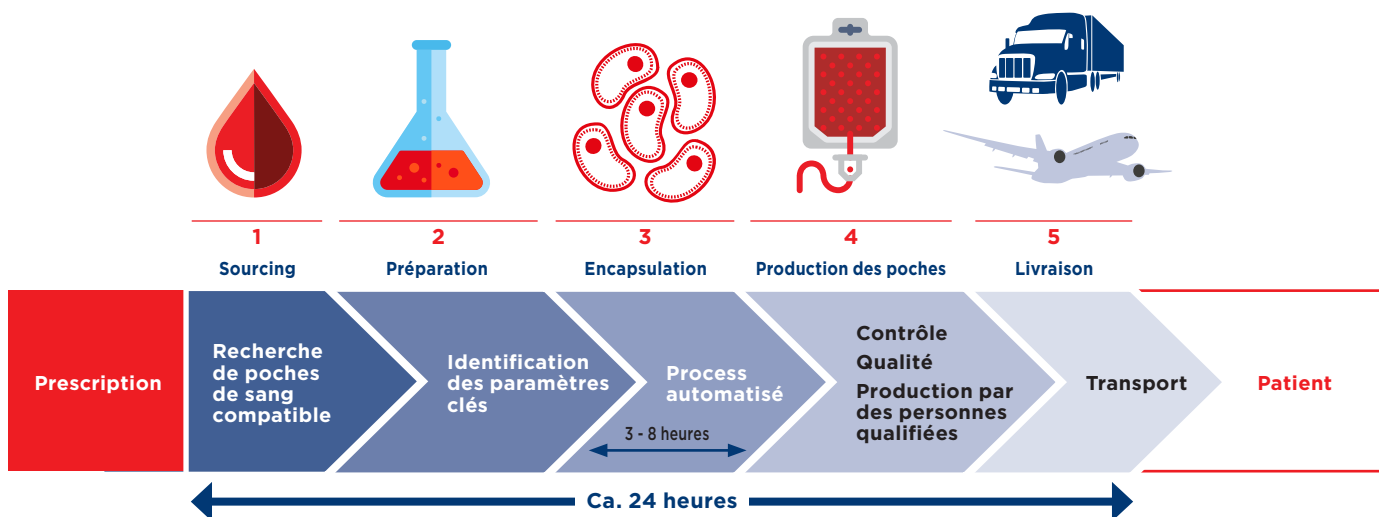 1
2
3
4
5
Sourcing
Préparation
Encapsulation
Production des poches
Livraison
Prescription
Recherche
de poches
de sang
compatible
Identification
des paramètres
clés
Process
automatisé
3 - 8 heures
Contrôle
Qualité
Production par
des personnes
qualifiées
Transport
Patient
Ca. 24 heures